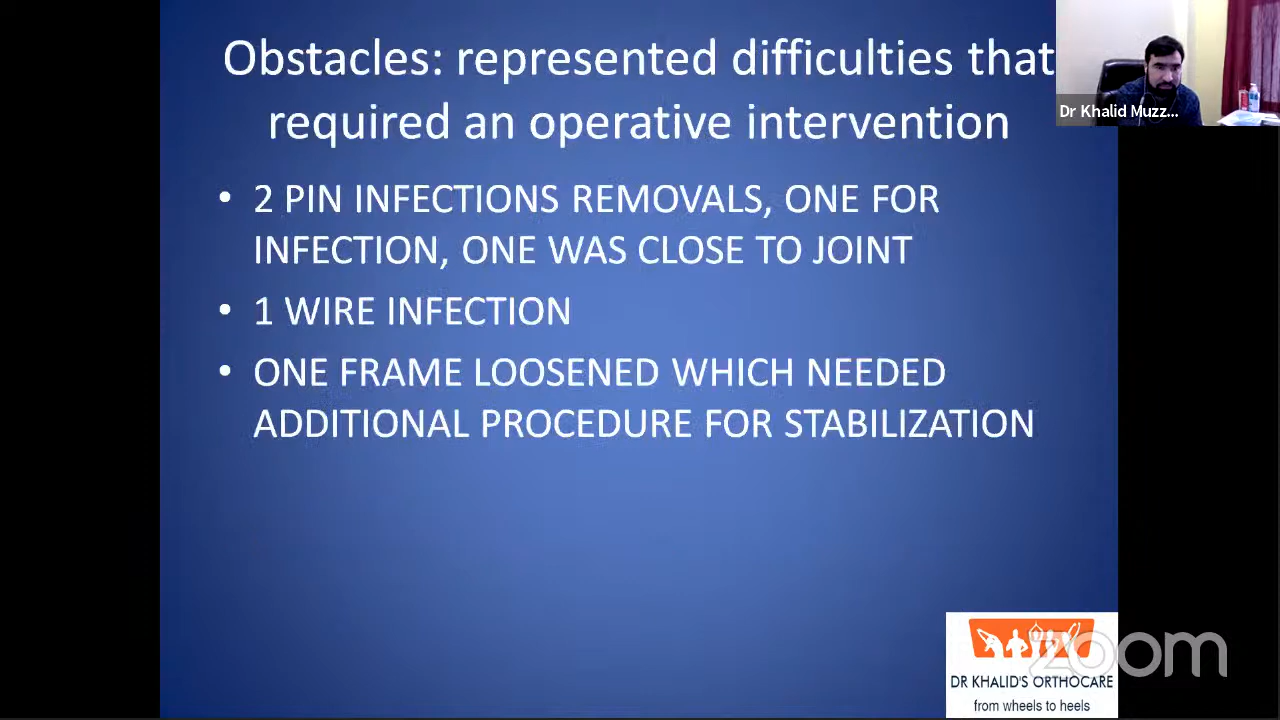 Obstacles: represented difficulties that
required an operative intervention
Dr Khalid Muzz...
• 2 PIN INFECTIONS REMOVALS, ONE FOR
INFECTION, ONE WAS CLOSE TO JOINT
• 1 WIRE INFECTION
• ONE FRAME LOOSENED WHICH NEEDED
ADDITIONAL PROCEDURE FOR STABILIZATION
zoom
DR KHALID'S ORTHOCARE
from wheels to heels